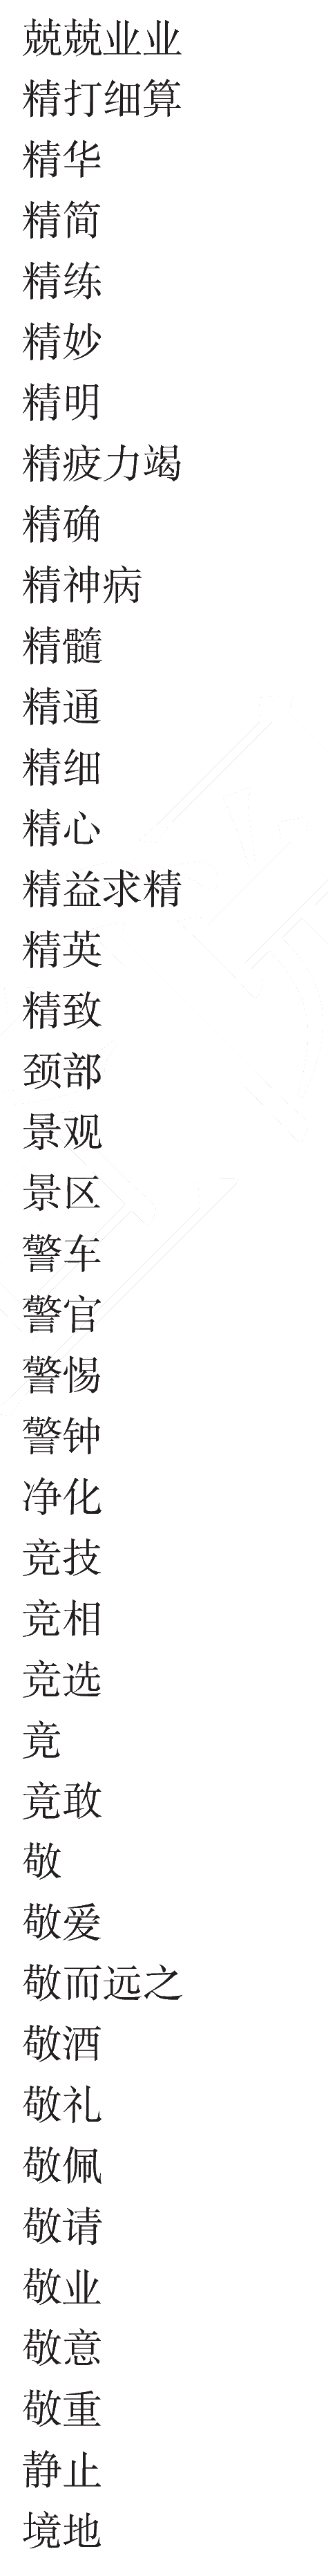 兢兢业业
精打细算
精华
精简
精练
精妙
精明
精疲力竭
精确
精神病
精髓
精通
精细
精心
精益求精
精英
精致
颈部
景观
景区
警车
警官
警惕
警钟
净化
竞技
竞相
竞选
竟
竟敢
敬
敬爱
敬而远之
敬酒
敬礼
敬佩
敬请
敬业
敬意
敬重
静止
境地